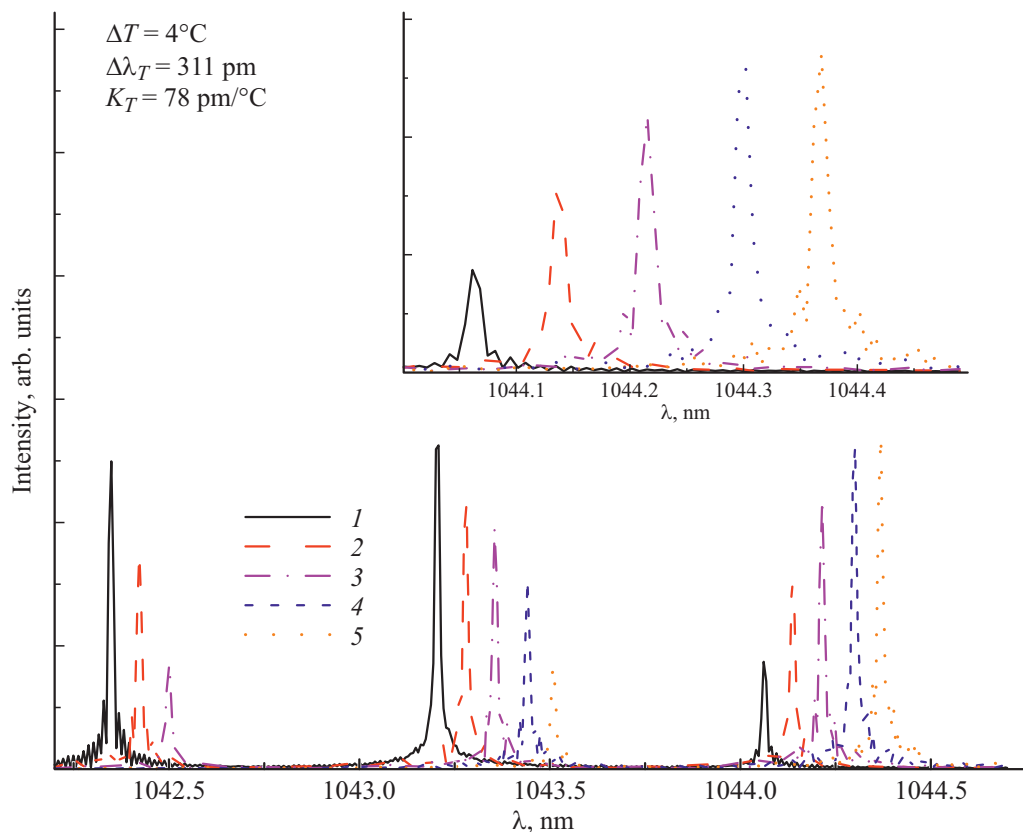 ΔT = 4°C
Δλ_T = 311 pm
K_T = 78 pm/°C
Intensity, arb. units
1044.1 1044.2 1044.3 1044.4
λ, nm
1
2
3
4
5
1042.5 1043.0 1043.5 1044.0 1044.5
λ, nm